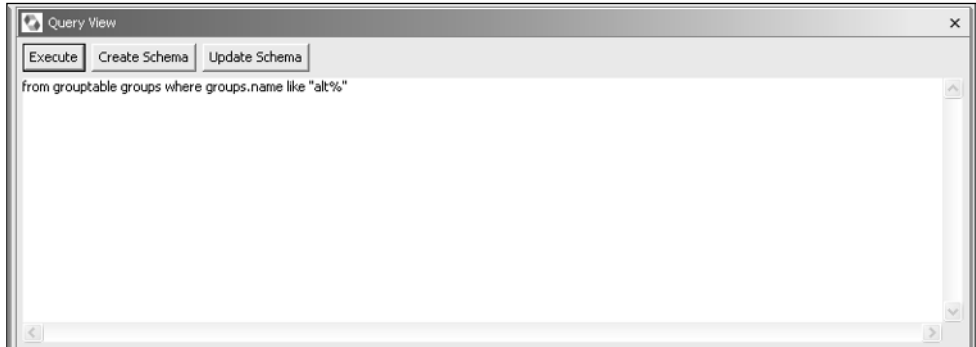 Query View
Execute Create Schema Update Schema
from grouptable groups where groups.name like "alt%"